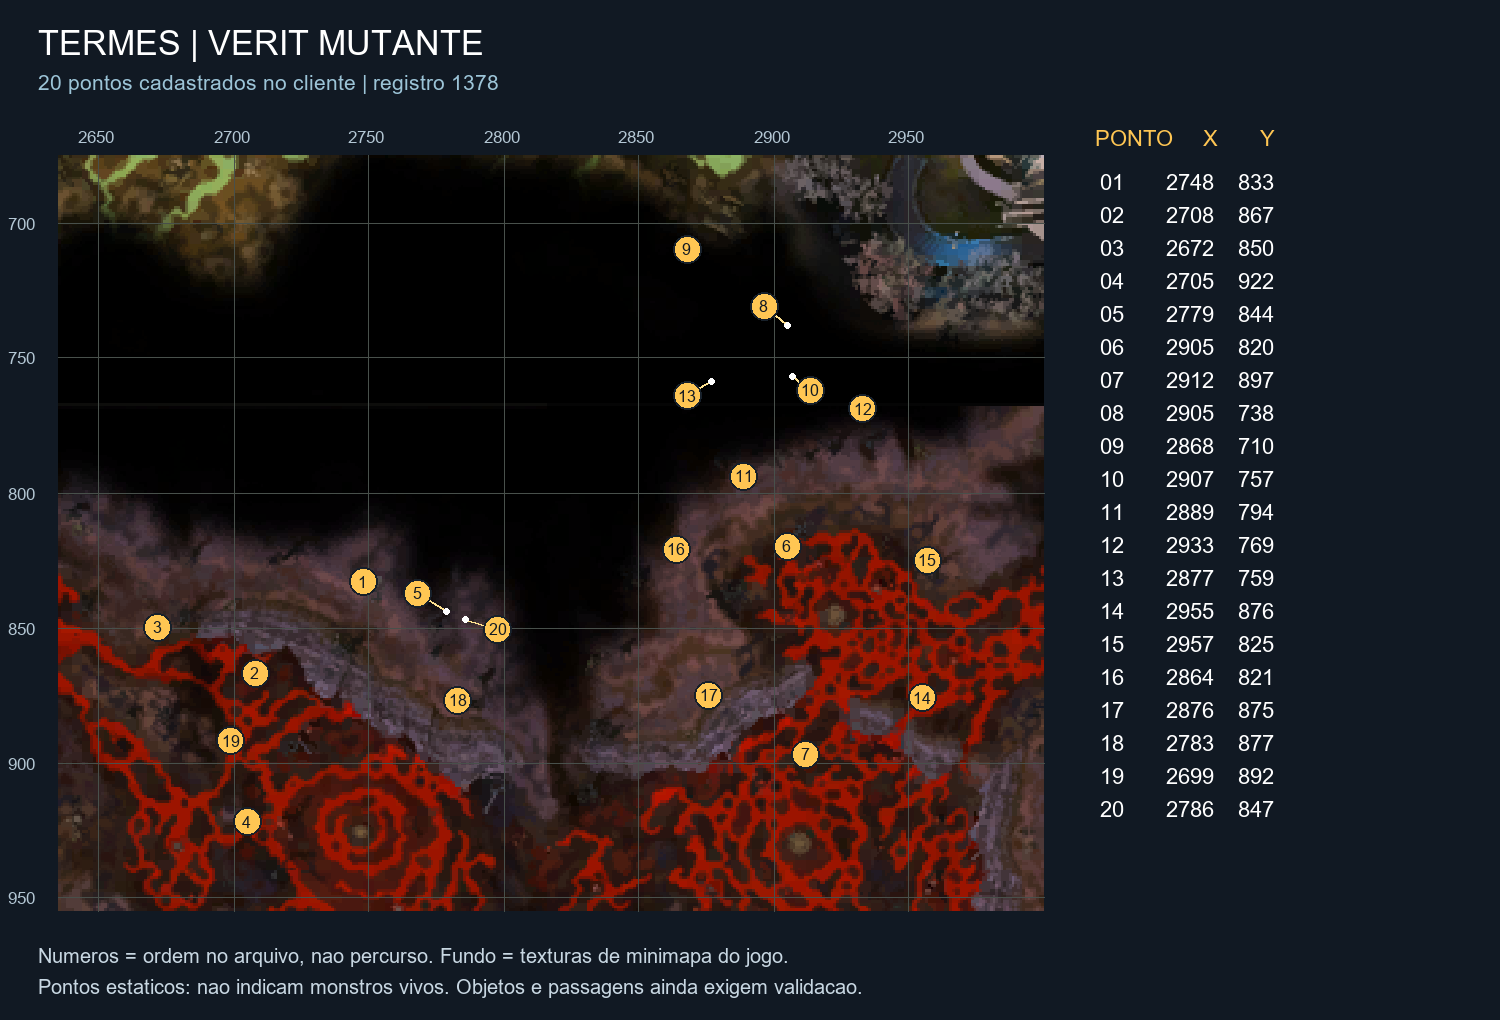 TERMES | VERIT MUTANTE
20 pontos cadastrados no cliente | registro 1378
2650 2700 2750 2800 2850 2900 2950
700
750
800
850
900
950
9
8
13
10
12
11
16
6
15
1
5
20
3
2
18
17
14
19
7
4
PONTO X Y
01 2748 833
02 2708 867
03 2672 850
04 2705 922
05 2779 844
06 2905 820
07 2912 897
08 2905 738
09 2868 710
10 2907 757
11 2889 794
12 2933 769
13 2877 759
14 2955 876
15 2957 825
16 2864 821
17 2876 875
18 2783 877
19 2699 892
20 2786 847
Numeros = ordem no arquivo, nao percurso. Fundo = texturas de minimapa do jogo.
Pontos estaticos: nao indicam monstros vivos. Objetos e passagens ainda exigem validacao.